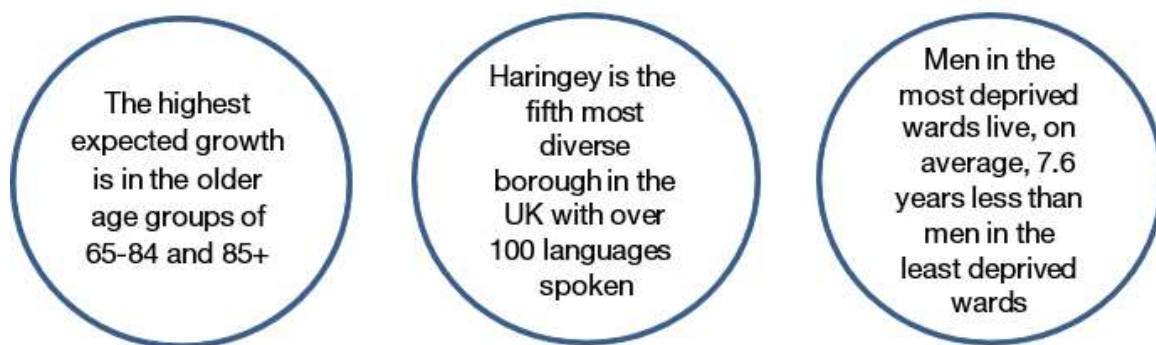 The highest
expected growth
is in the older
age groups of
65-84 and 85+
Haringey is the
fifth most
diverse
borough in the
UK with over
100 languages
spoken
Men in the
most deprived
wards live, on
average, 7.6
years less than
men in the
least deprived
wards